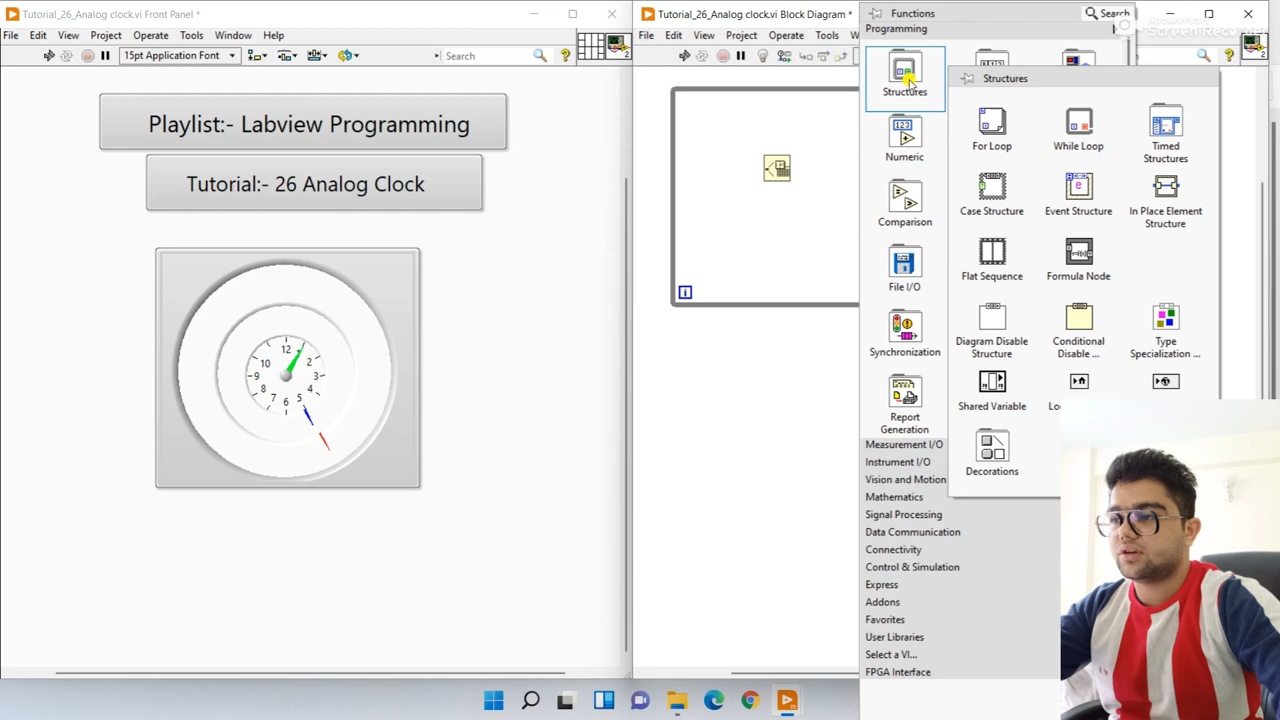 Tutorial_26_Analog clock.vi Front Panel *
File Edit View Project Operate Tools Window Help
15pt Application Font
Search
Playlist:- Labview Programming
Tutorial:- 26 Analog Clock
12
10 2
9 3
8 4
7 6 5
Tutorial_26_Analog clock.vi Block Diagram *
File Edit View Project Operate Tools
i
Functions
Search
Programming
Structures
Numeric
Comparison
File I/O
Synchronization
Report
Generation
Measurement I/O
Instrument I/O
Vision and Motion
Mathematics
Signal Processing
Data Communication
Connectivity
Control & Simulation
Express
Addons
Favorites
User Libraries
Select a VI...
FPGA Interface
Structures
For Loop
While Loop
Timed
Structures
Case Structure
Event Structure
In Place Element
Structure
Flat Sequence
Formula Node
Diagram Disable
Structure
Conditional
Disable ...
Type
Specialization ...
Shared Variable
Decorations
Screen Recorder